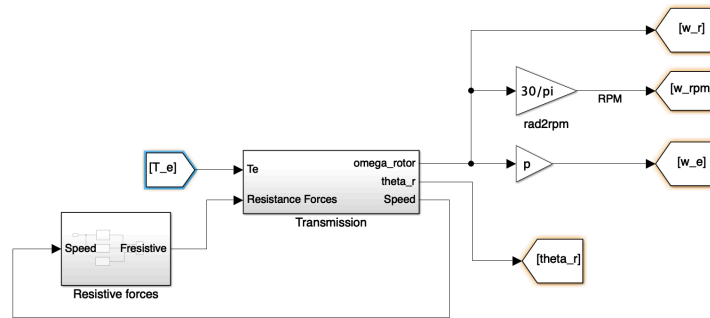 [w_r]
30/pi
[w_rpm
RPM
rad2rpm
[T_e]
Te
omega_rotor
p
[w_e]
theta_r
Resistance Forces
Speed
Transmission
Speed
Fresistive
[theta_r]
Resistive forces